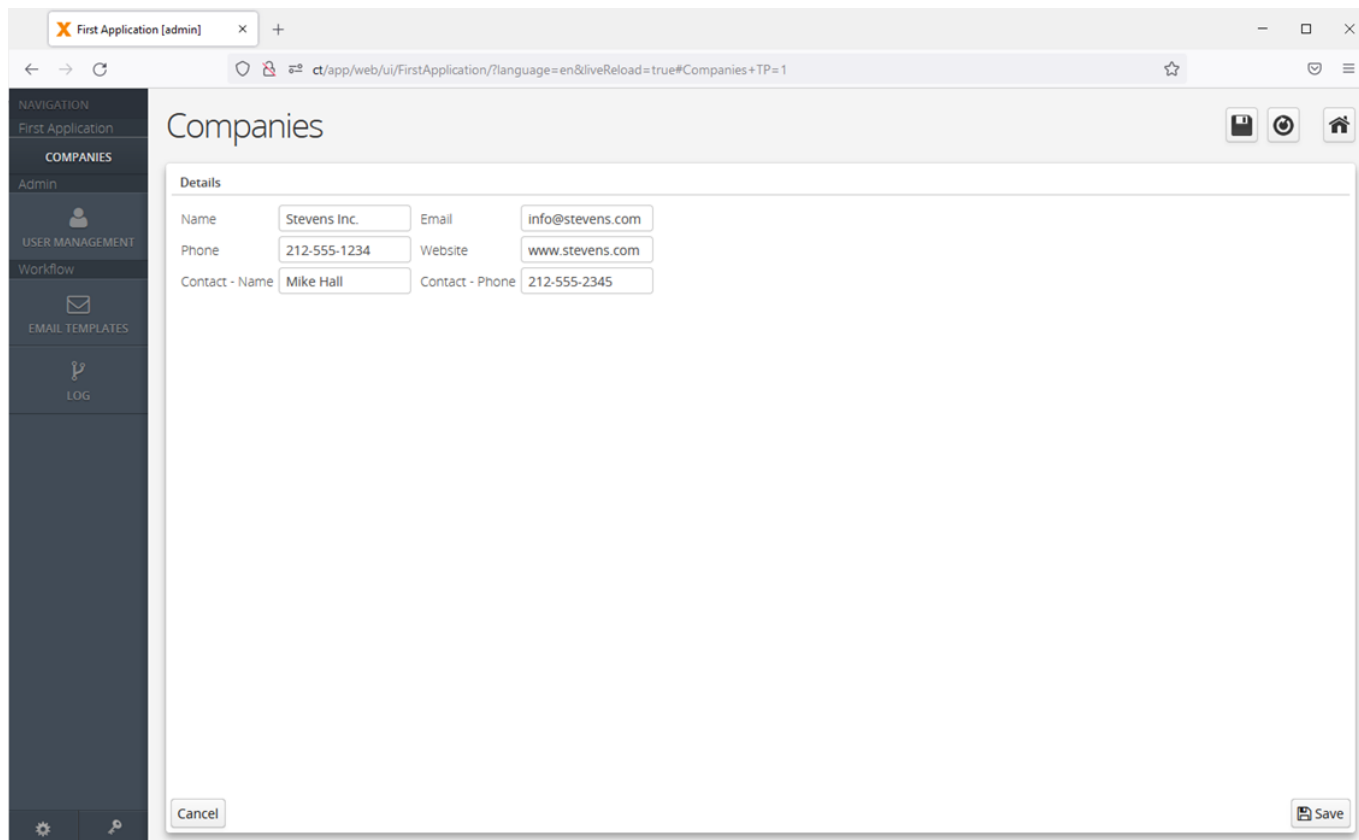 First Application [admin]
ct/app/web/ui/FirstApplication/?language=en&liveReload=true#Companies+TP=1
NAVIGATION
First Application
COMPANIES
Admin
USER MANAGEMENT
Workflow
EMAIL TEMPLATES
LOG
Companies
Details
Name Stevens Inc. Email info@stevens.com
Phone 212-555-1234 Website www.stevens.com
Contact - Name Mike Hall Contact - Phone 212-555-2345
Cancel Save